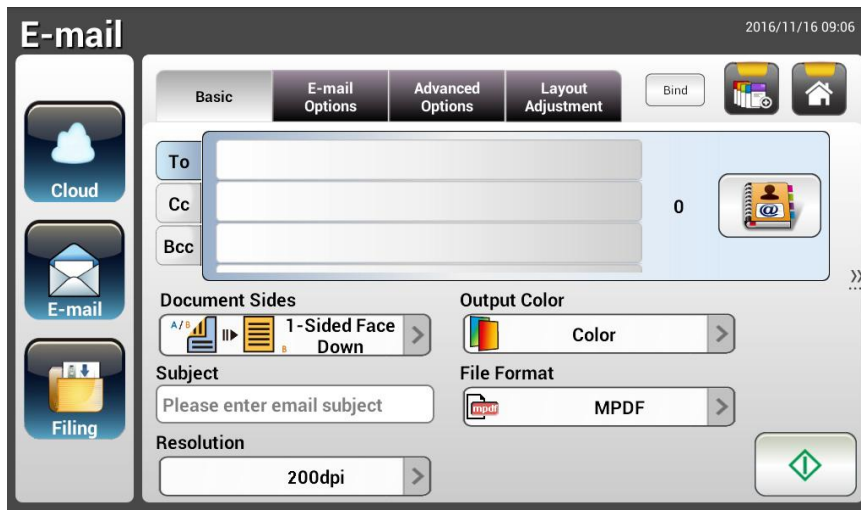 E-mail
2016/11/16 09:06
Basic
E-mail
Options
Advanced
Options
Layout
Adjustment
Bind
Cloud
E-mail
Filing
To
Cc
Bcc
0
@
Document Sides
Output Color
A/B
1-Sided Face
Down
B
Color
Subject
File Format
Please enter email subject
mpdf
MPDF
Resolution
200dpi